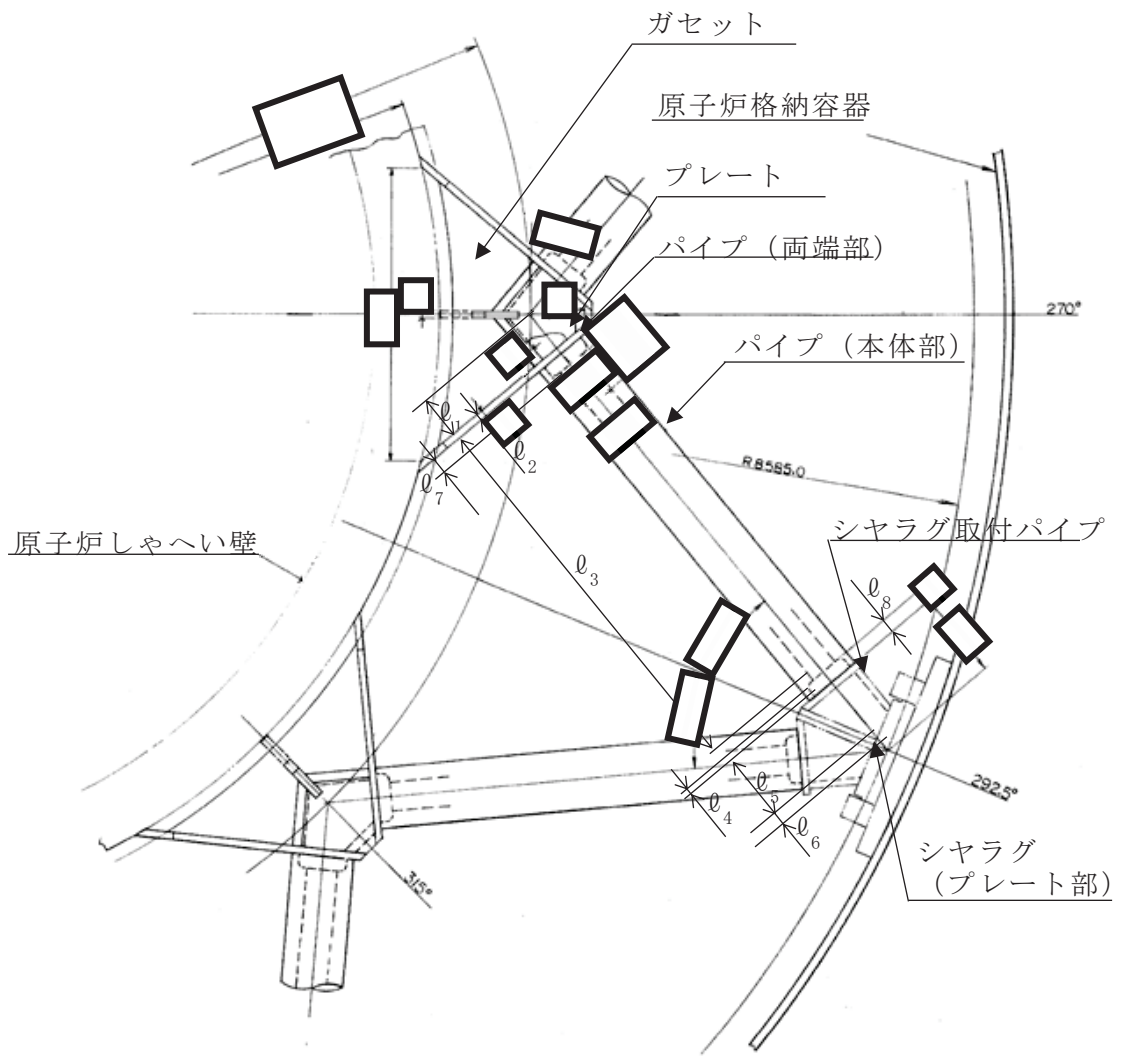 ガセット
原子炉格納容器
プレート
パイプ（両端部）
270°
パイプ（本体部）
ℓ1
ℓ2
ℓ7
R8585.0
シヤラグ取付パイプ
原子炉しゃへい壁
ℓ3
ℓ8
292.5°
ℓ5
ℓ4
ℓ6
シヤラグ
（プレート部）
315°